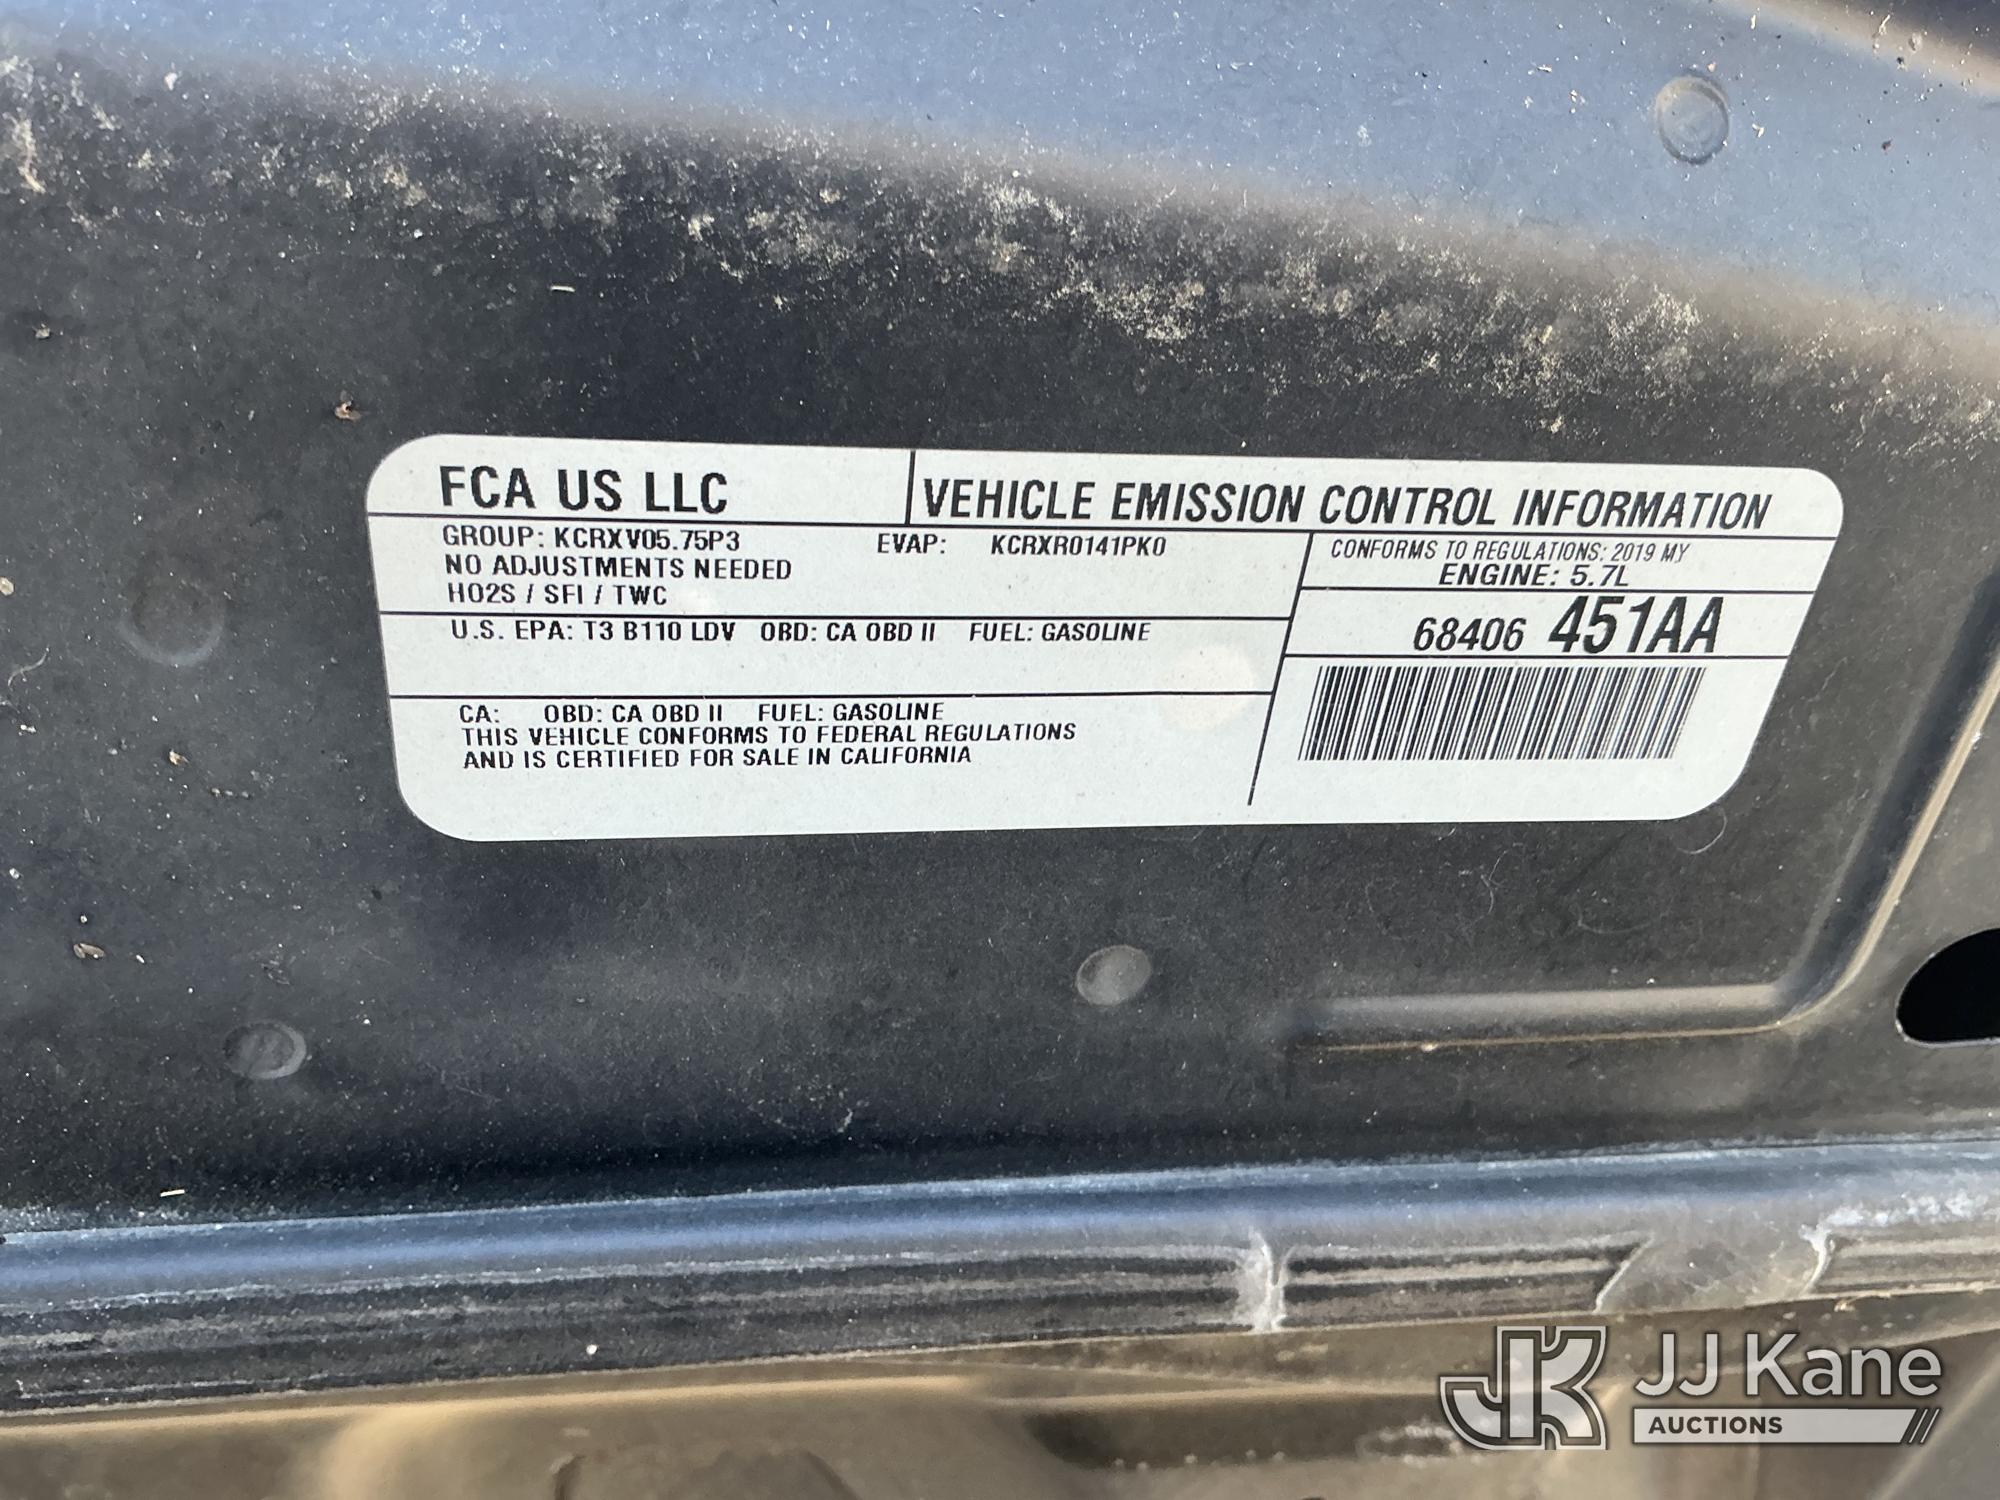 FCA US LLC
VEHICLE EMISSION CONTROL INFORMATION
GROUP: KCRXV05.75P3 EVAP: KCRXR0141PK0
NO ADJUSTMENTS NEEDED
HO2S / SFI / TWC
CONFORMS TO REGULATIONS: 2019 MY
ENGINE: 5.7L
U.S. EPA: T3 B110 LDV OBD: CA OBD II FUEL: GASOLINE
68406 451AA
CA: OBD: CA OBD II FUEL: GASOLINE
THIS VEHICLE CONFORMS TO FEDERAL REGULATIONS
AND IS CERTIFIED FOR SALE IN CALIFORNIA
JK JJ Kane
AUCTIONS